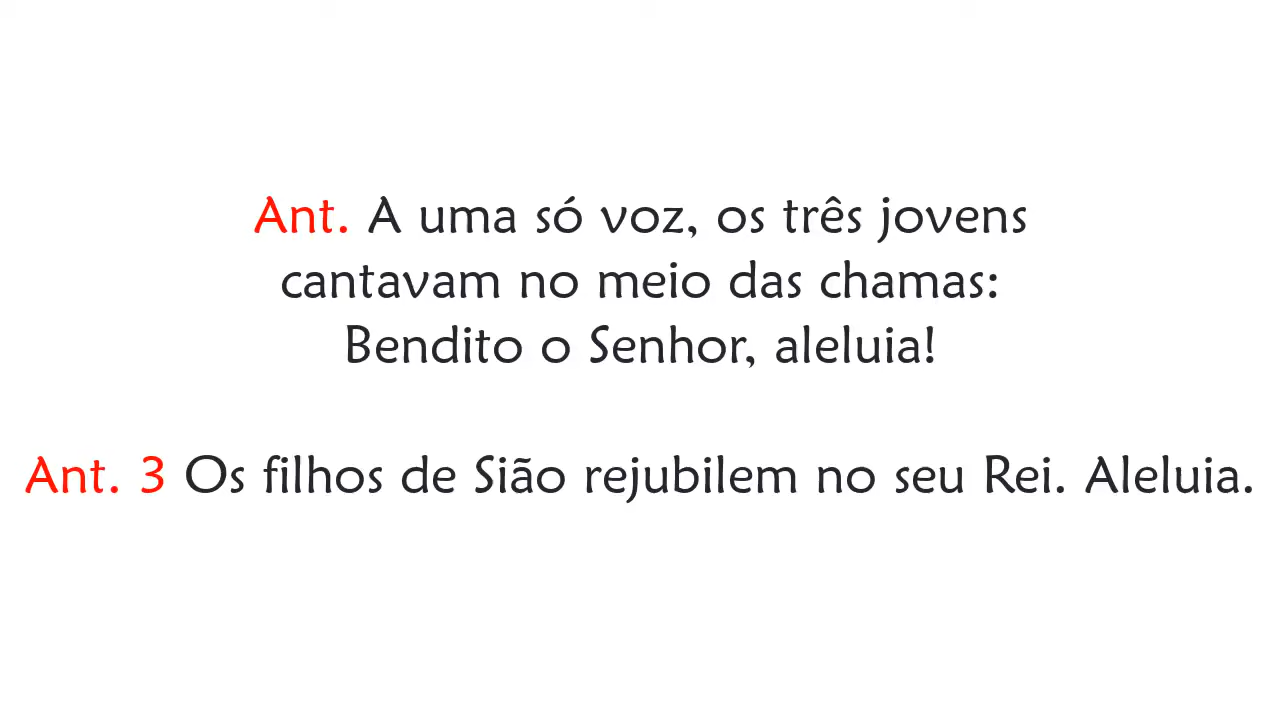 Ant. A uma só voz, os três jovens
cantavam no meio das chamas:
Bendito o Senhor, aleluia!
Ant. 3 Os filhos de Sião rejubilem no seu Rei. Aleluia.